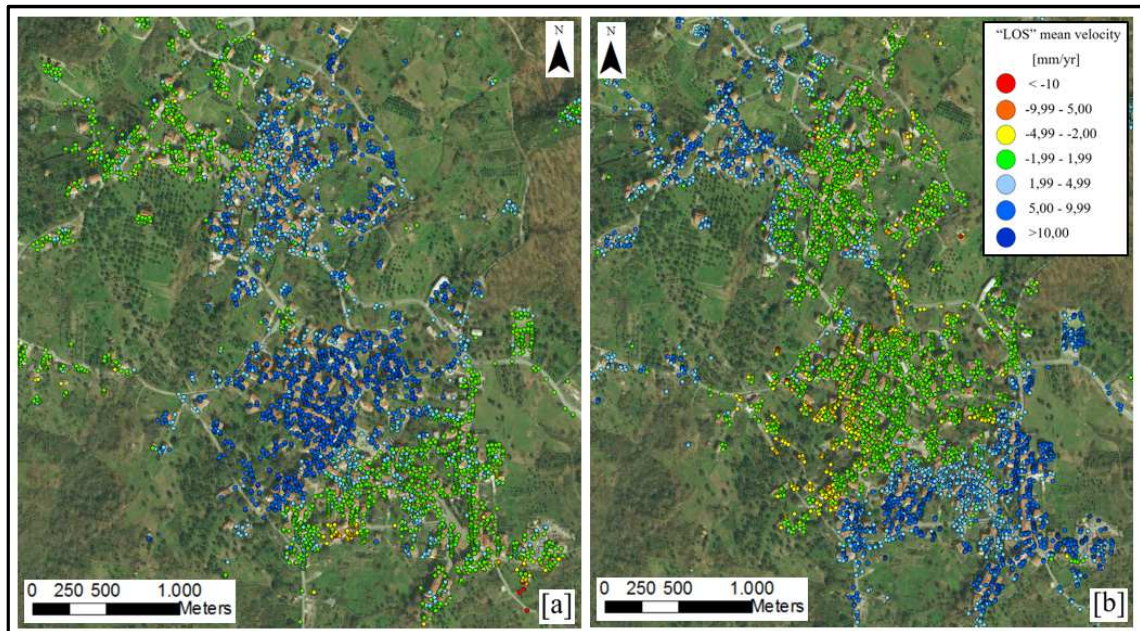 N
N
“LOS” mean velocity
[mm/yr]
< -10
-9,99 - 5,00
-4,99 - -2,00
-1,99 - 1,99
1,99 - 4,99
5,00 - 9,99
>10,00
0 250 500 1.000
Meters
[a]
0 250 500 1.000
Meters
[b]